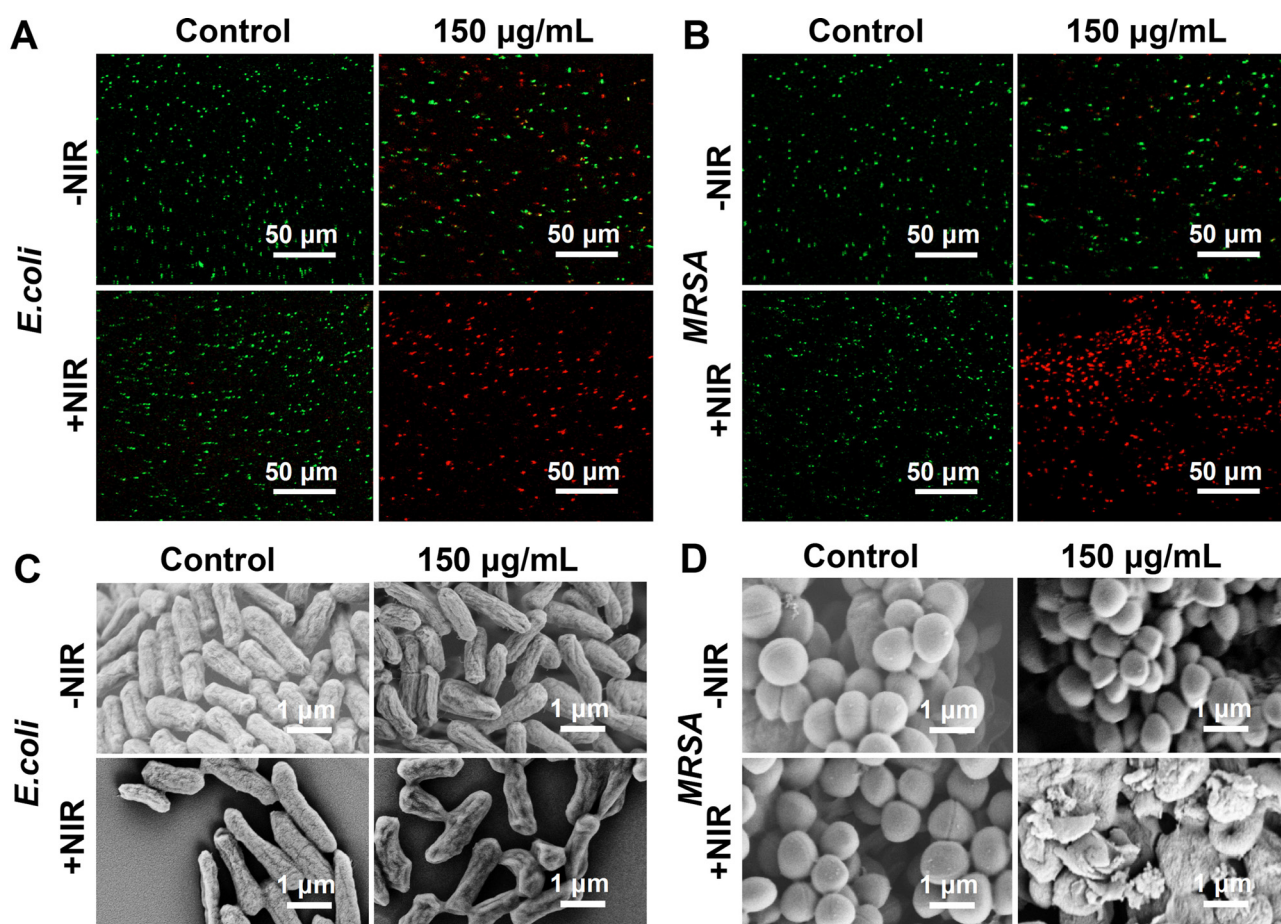 A
Control
150 µg/mL
B
Control
150 µg/mL
E.coli
-NIR
50 µm
50 µm
MRSA
-NIR
50 µm
50 µm
+NIR
50 µm
50 µm
+NIR
50 µm
50 µm
C
Control
150 µg/mL
D
Control
150 µg/mL
E.coli
-NIR
1 µm
1 µm
MRSA
-NIR
1 µm
1 µm
+NIR
1 µm
1 µm
+NIR
1 µm
1 µm